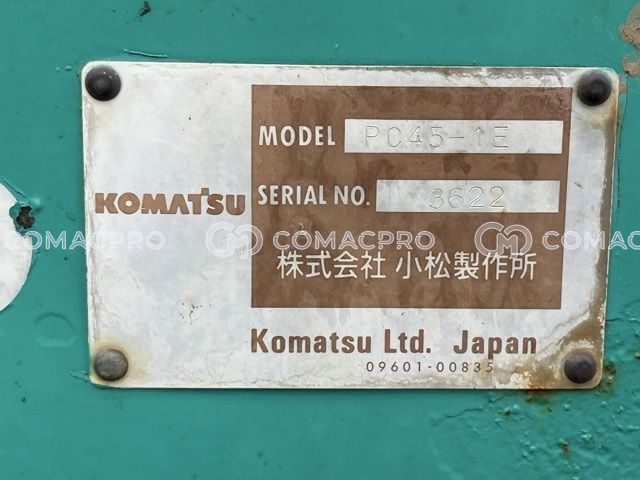 MODEL PC45-1E
KOMATSU
SERIAL NO. 3622
COMACPRO COMACPRO COMAC
株式会社 小松製作所
Komatsu Ltd. Japan
09601-00835